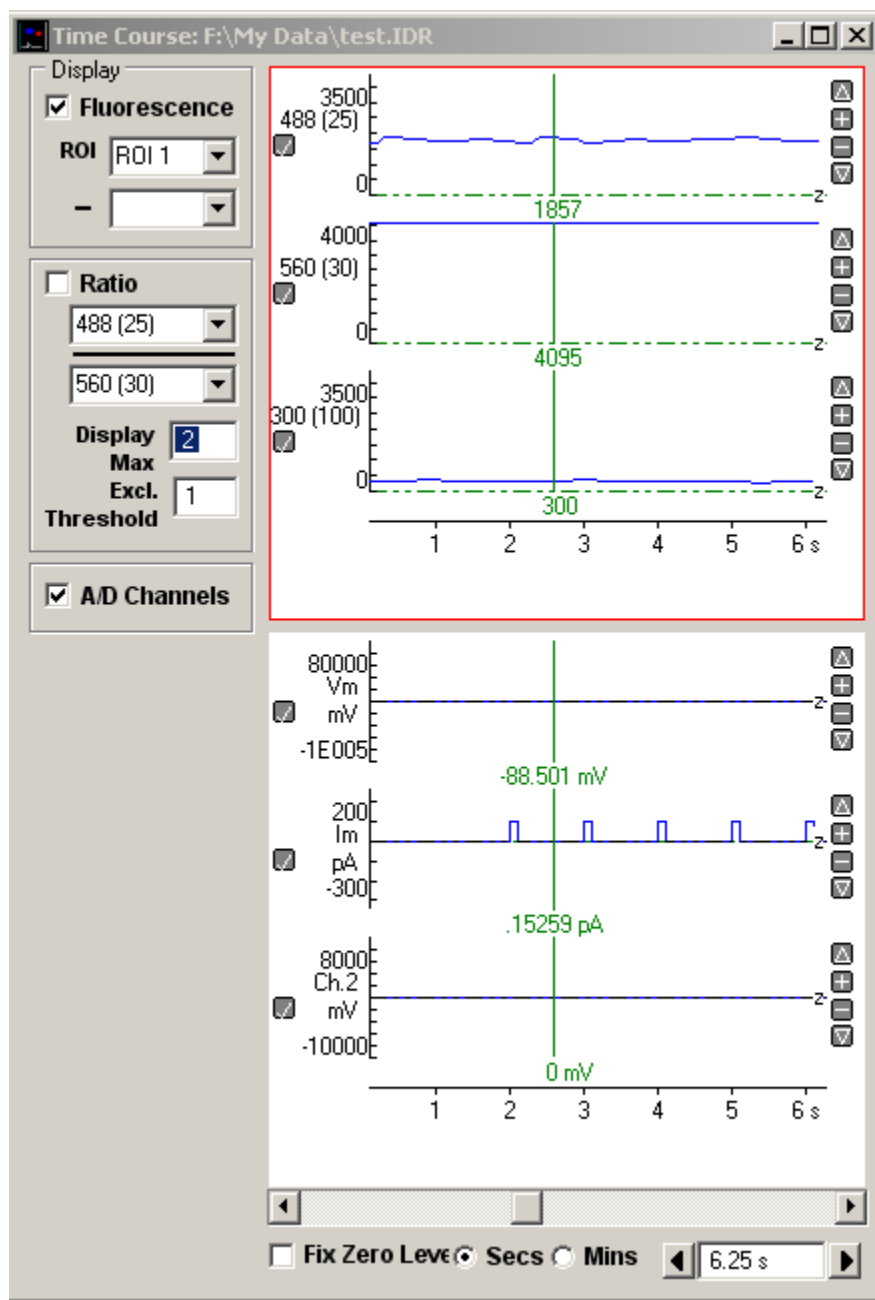 Time Course: F:\My Data\test.IDR
Display
Fluorescence
ROI ROI 1
–
Ratio
488 (25)
560 (30)
Display Max 2
Excl. Threshold 1
A/D Channels
3500
488 (25)
0
z
1857
4000
560 (30)
0
z
4095
3500
300 (100)
0
z
300
1 2 3 4 5 6 s
80000
Vm
mV
-1E005
z
-88.501 mV
200
Im
pA
-300
z
.15259 pA
8000
Ch.2
mV
-10000
z
0 mV
1 2 3 4 5 6 s
Fix Zero Leve Secs Mins 6.25 s